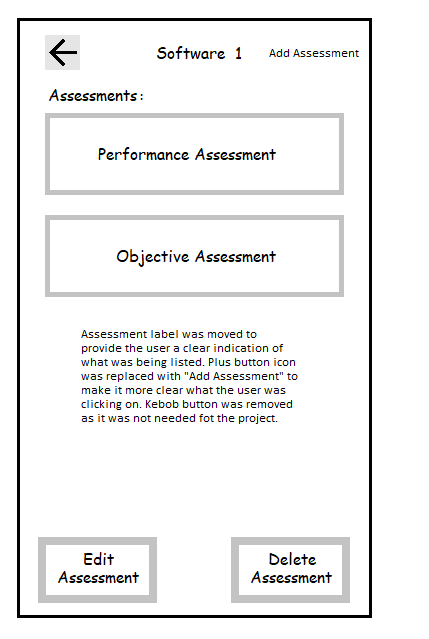 Software 1 Add Assessment
Assessments:
Performance Assessment
Objective Assessment
Assessment label was moved to
provide the user a clear indication of
what was being listed. Plus button icon
was replaced with "Add Assessment" to
make it more clear what the user was
clicking on. Kebob button was removed
as it was not needed fot the project.
Edit
Assessment
Delete
Assessment